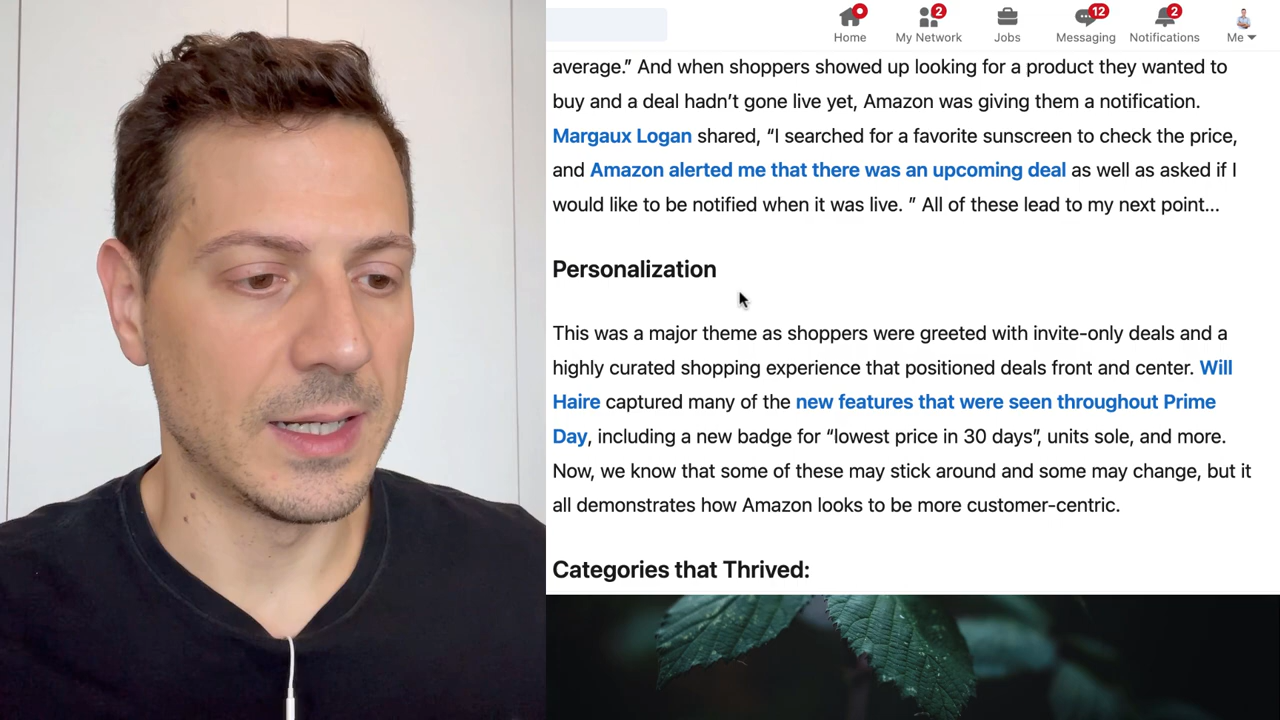 Home
2
My Network
Jobs
12
Messaging
2
Notifications
Me
average.” And when shoppers showed up looking for a product they wanted to
buy and a deal hadn’t gone live yet, Amazon was giving them a notification.
Margaux Logan shared, “I searched for a favorite sunscreen to check the price,
and Amazon alerted me that there was an upcoming deal as well as asked if I
would like to be notified when it was live. ” All of these lead to my next point...
Personalization
This was a major theme as shoppers were greeted with invite-only deals and a
highly curated shopping experience that positioned deals front and center. Will
Haire captured many of the new features that were seen throughout Prime
Day, including a new badge for “lowest price in 30 days”, units sole, and more.
Now, we know that some of these may stick around and some may change, but it
all demonstrates how Amazon looks to be more customer-centric.
Categories that Thrived: